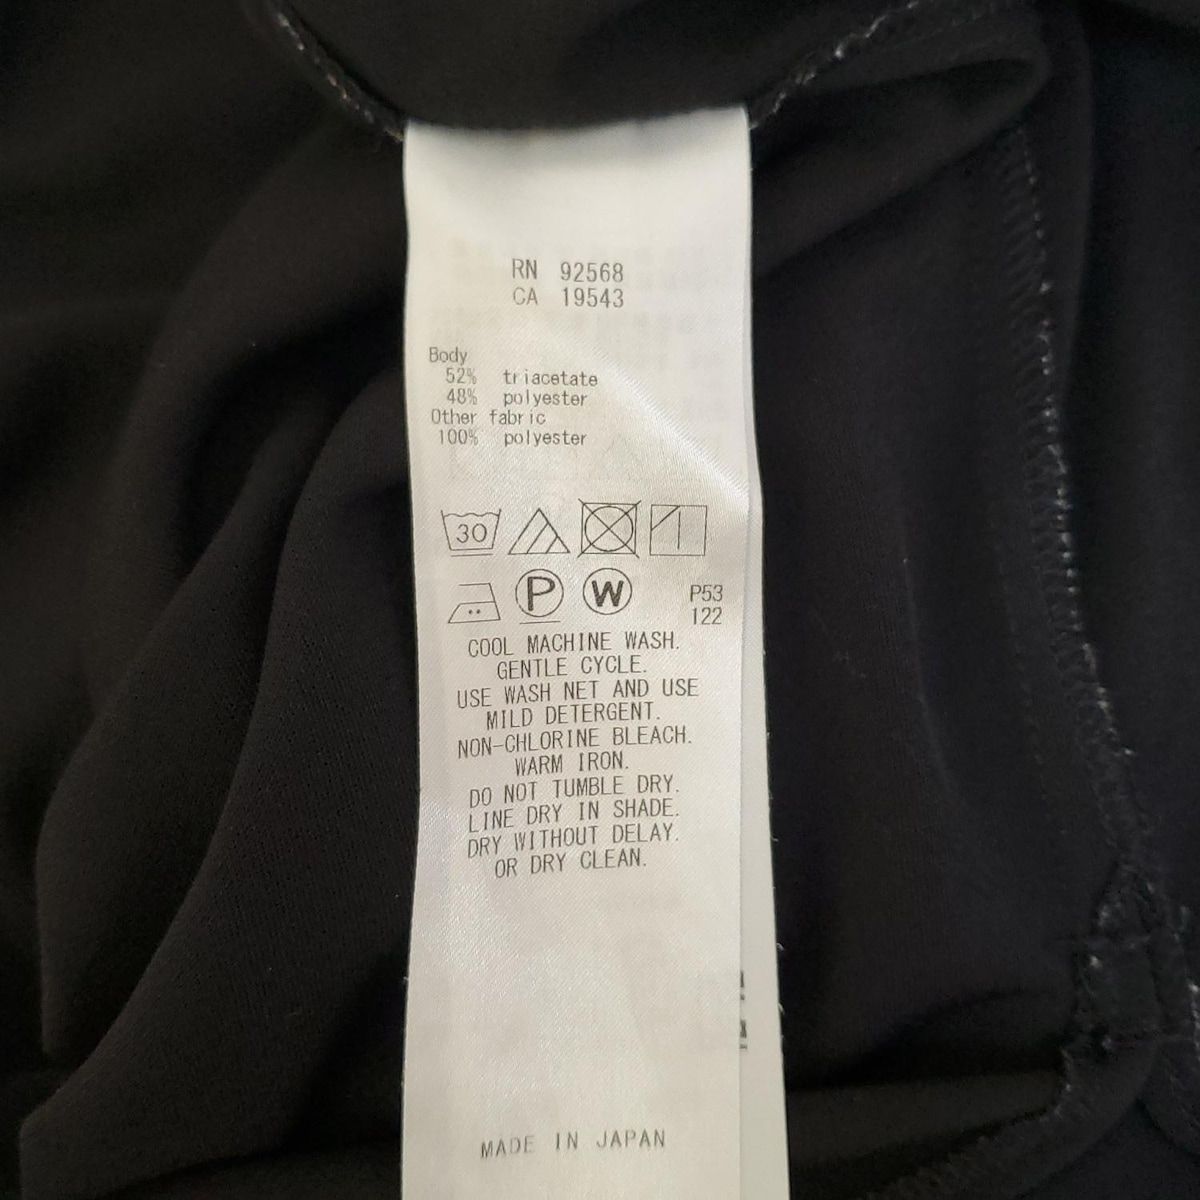 RN 92568
CA 19543
Body
52% triacetate
48% polyester
Other fabric
100% polyester
30
P W P53
122
COOL MACHINE WASH.
GENTLE CYCLE.
USE WASH NET AND USE
MILD DETERGENT.
NON-CHLORINE BLEACH.
WARM IRON.
DO NOT TUMBLE DRY.
LINE DRY IN SHADE.
DRY WITHOUT DELAY.
OR DRY CLEAN.
MADE IN JAPAN